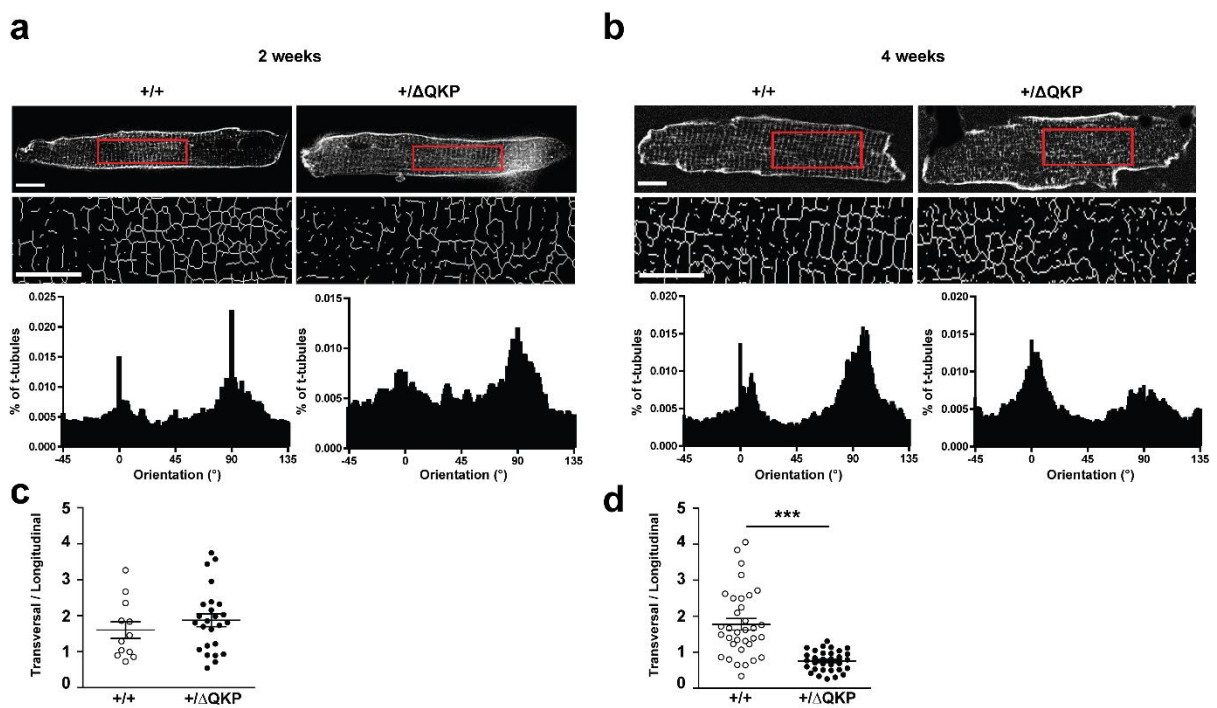 a
2 weeks
+/+ +/ΔQKP
% of t-tubules
0.025
0.020
0.015
0.010
0.005
0.000
-45 0 45 90 135
Orientation (°)
0.015
0.010
0.005
0.000
-45 0 45 90 135
Orientation (°)
b
4 weeks
+/+ +/ΔQKP
% of t-tubules
0.020
0.015
0.010
0.005
0.000
-45 0 45 90 135
Orientation (°)
0.020
0.015
0.010
0.005
0.000
-45 0 45 90 135
Orientation (°)
c
Transversal / Longitudinal
5
4
3
2
1
0
+/+ +/ΔQKP
d
Transversal / Longitudinal
5
4
3
2
1
0
***
+/+ +/ΔQKP